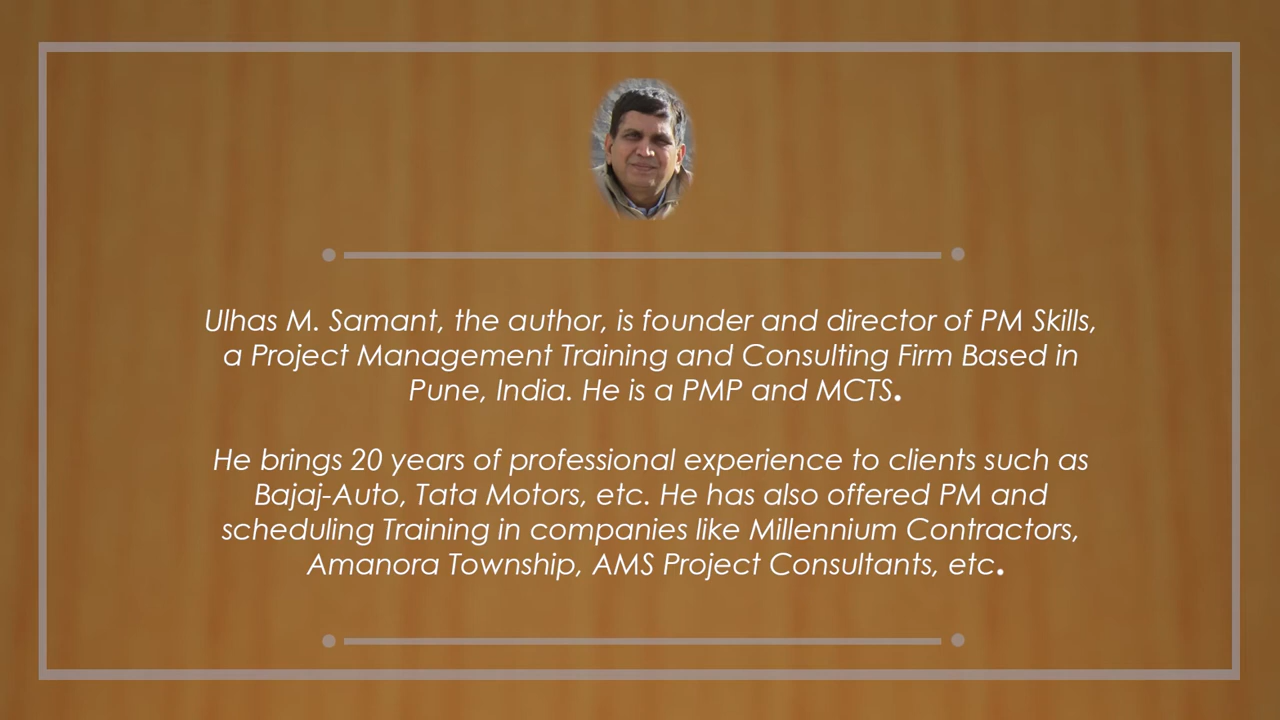 Ulhas M. Samant, the author, is founder and director of PM Skills,
a Project Management Training and Consulting Firm Based in
Pune, India. He is a PMP and MCTS.
He brings 20 years of professional experience to clients such as
Bajaj-Auto, Tata Motors, etc. He has also offered PM and
scheduling Training in companies like Millennium Contractors,
Amanora Township, AMS Project Consultants, etc.